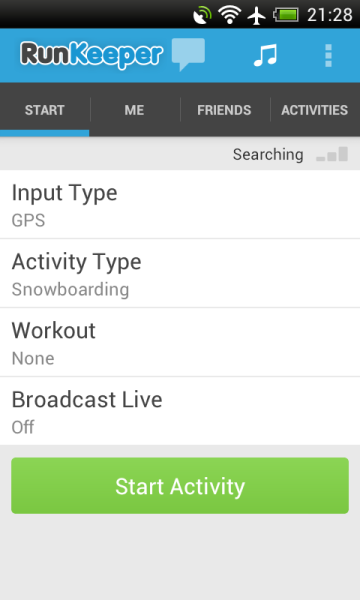 21:28
RunKeeper
START
ME
FRIENDS
ACTIVITIES
Searching
Input Type
GPS
Activity Type
Snowboarding
Workout
None
Broadcast Live
Off
Start Activity